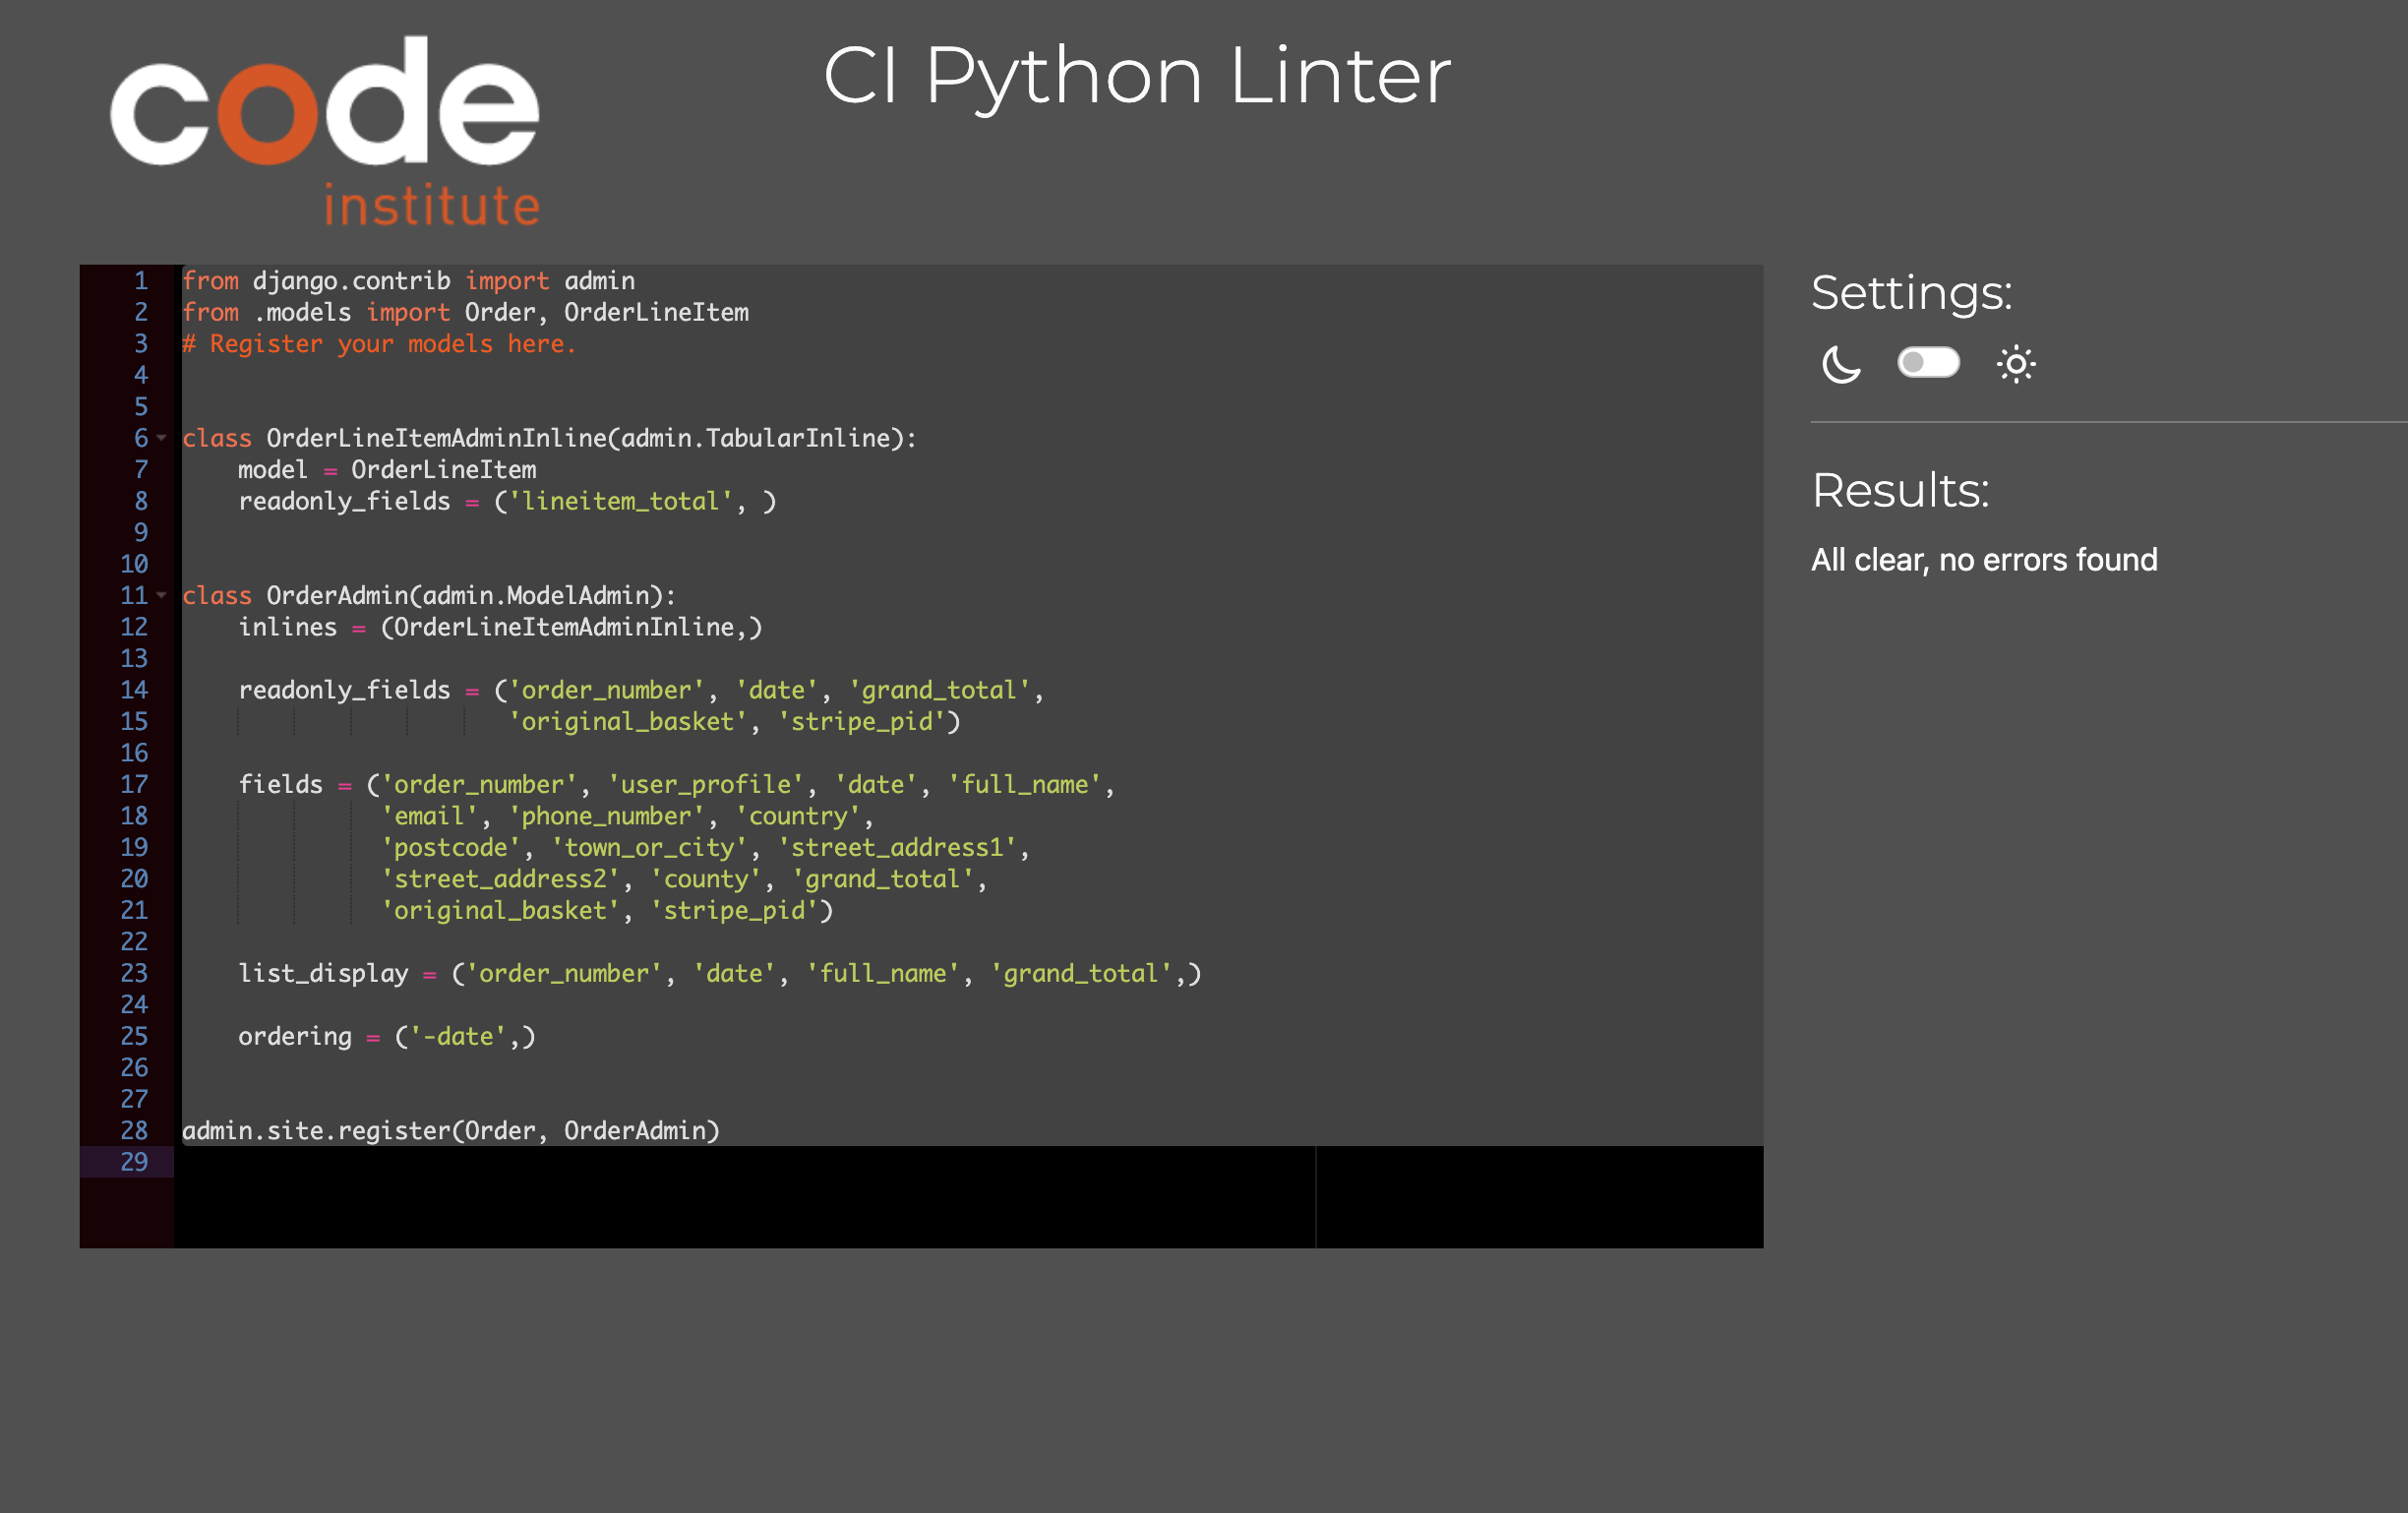 code
institute
CI Python Linter
1 from django.contrib import admin
2 from .models import Order, OrderLineItem
3 # Register your models here.
4
5
6 class OrderLineItemAdminInline(admin.TabularInline):
7     model = OrderLineItem
8     readonly_fields = ('lineitem_total', )
9
10
11 class OrderAdmin(admin.ModelAdmin):
12     inlines = (OrderLineItemAdminInline,)
13
14     readonly_fields = ('order_number', 'date', 'grand_total',
15                        'original_basket', 'stripe_pid')
16
17     fields = ('order_number', 'user_profile', 'date', 'full_name',
18               'email', 'phone_number', 'country',
19               'postcode', 'town_or_city', 'street_address1',
20               'street_address2', 'county', 'grand_total',
21               'original_basket', 'stripe_pid')
22
23     list_display = ('order_number', 'date', 'full_name', 'grand_total',)
24
25     ordering = ('-date',)
26
27
28 admin.site.register(Order, OrderAdmin)
29
Settings:
Results:
All clear, no errors found